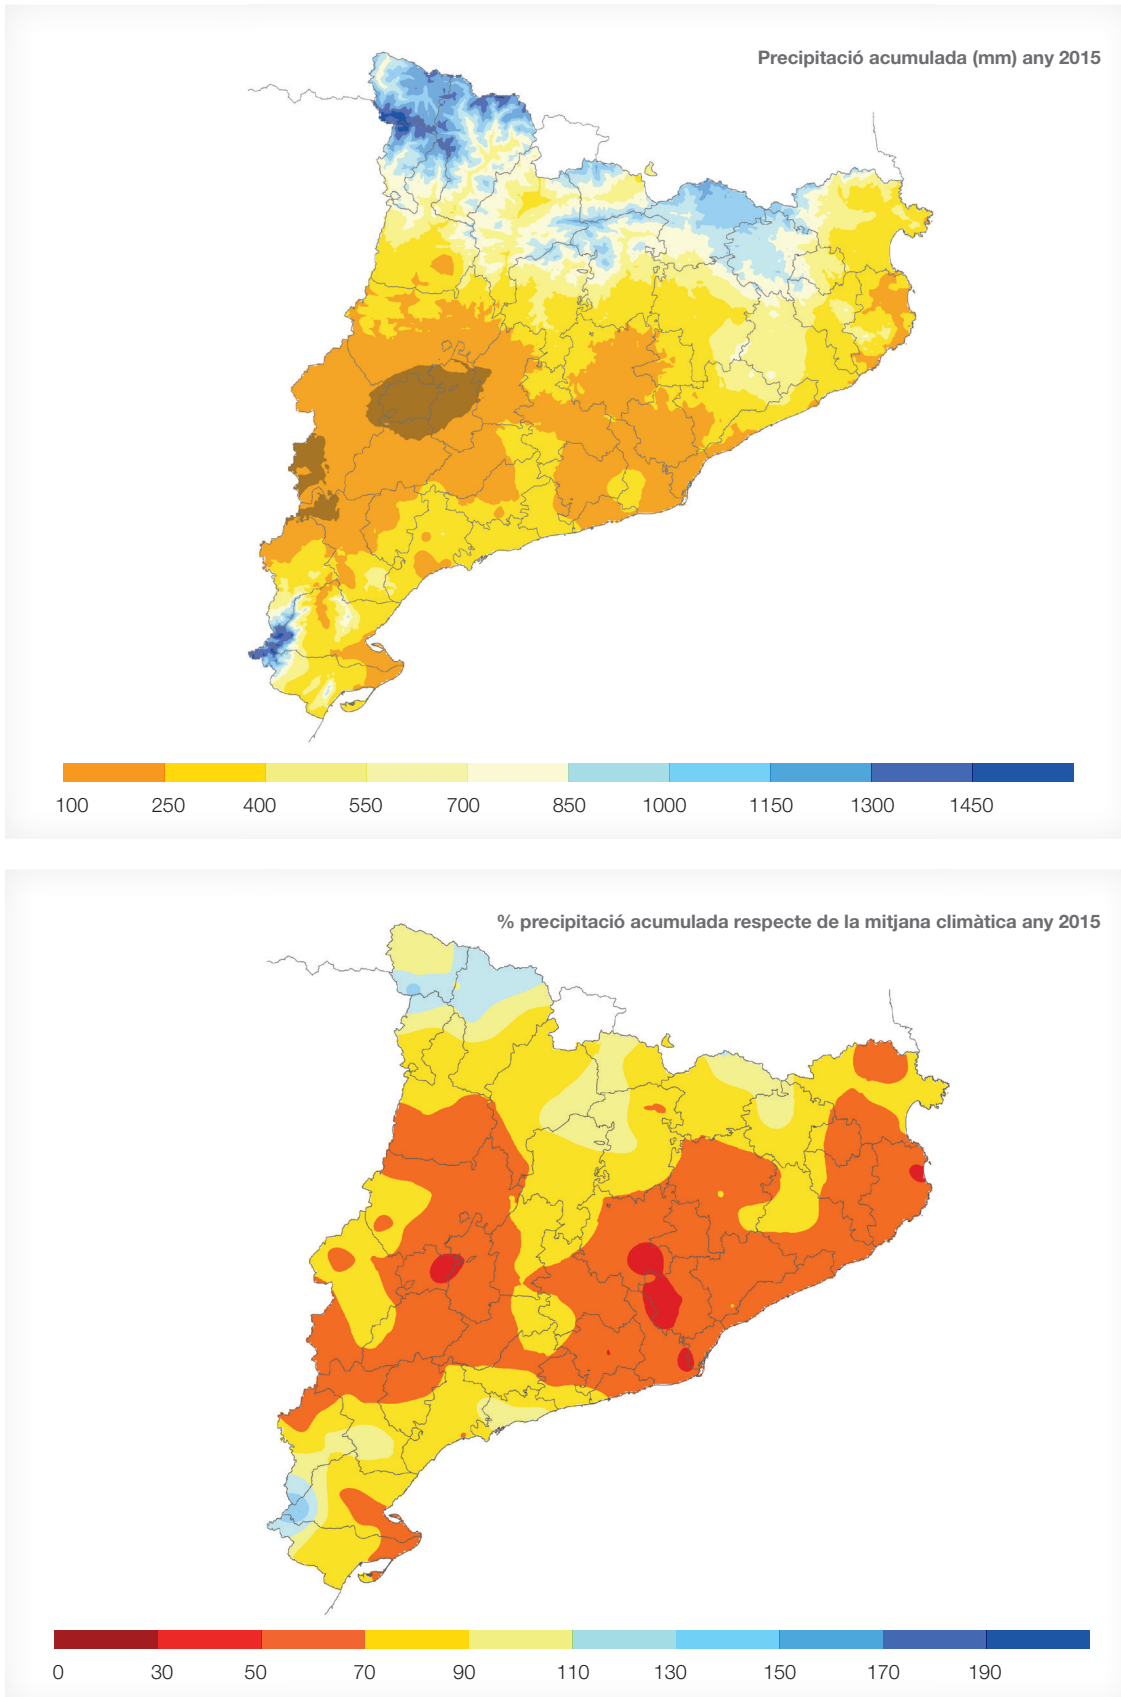 Precipitació acumulada (mm) any 2015
100 250 400 550 700 850 1000 1150 1300 1450
% precipitació acumulada respecte de la mitjana climàtica any 2015
0 30 50 70 90 110 130 150 170 190